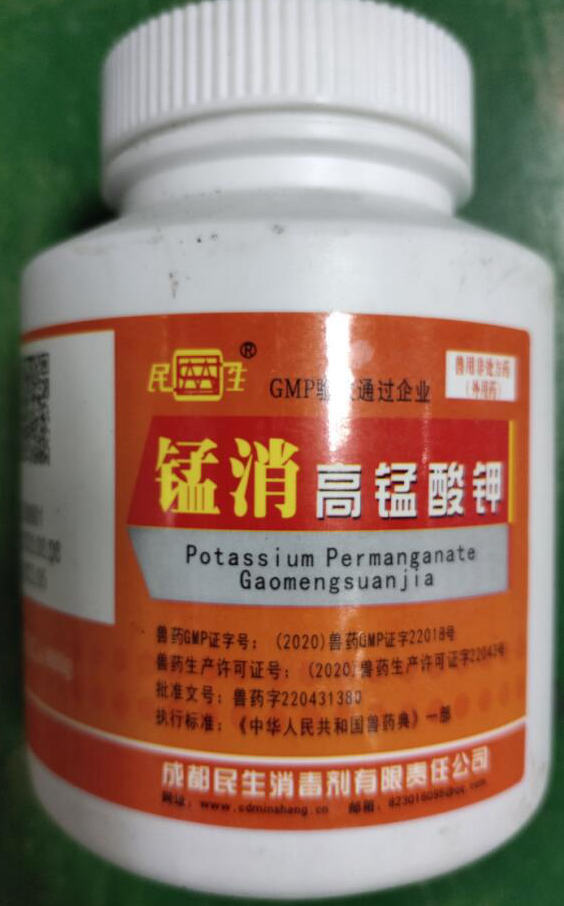 民生®
GMP验收通过企业
兽用非处方药
(外用药)
锰消 高锰酸钾
Potassium Permanganate
Gaomengsuanjia
兽药GMP证字号：(2020)兽药GMP证字22018号
兽药生产许可证号：(2020)兽药生产许可证字22043号
批准文号：兽药字220431380
执行标准：《中华人民共和国兽药典》一部
成都民生消毒剂有限责任公司
网址：www.cdminshang.cn 邮箱：